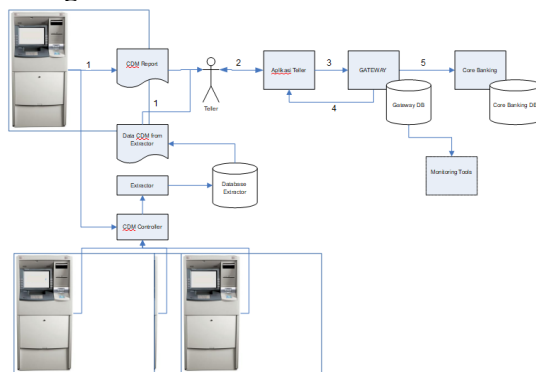 1
CDM Report
Teller
2
Aplikasi Teller
3
GATEWAY
5
Core Banking
4
Gateway DB
Core Banking DB
1
Data CDM from
Extractor
Monitoring Tools
Extractor
Database
Extractor
CDM Controller